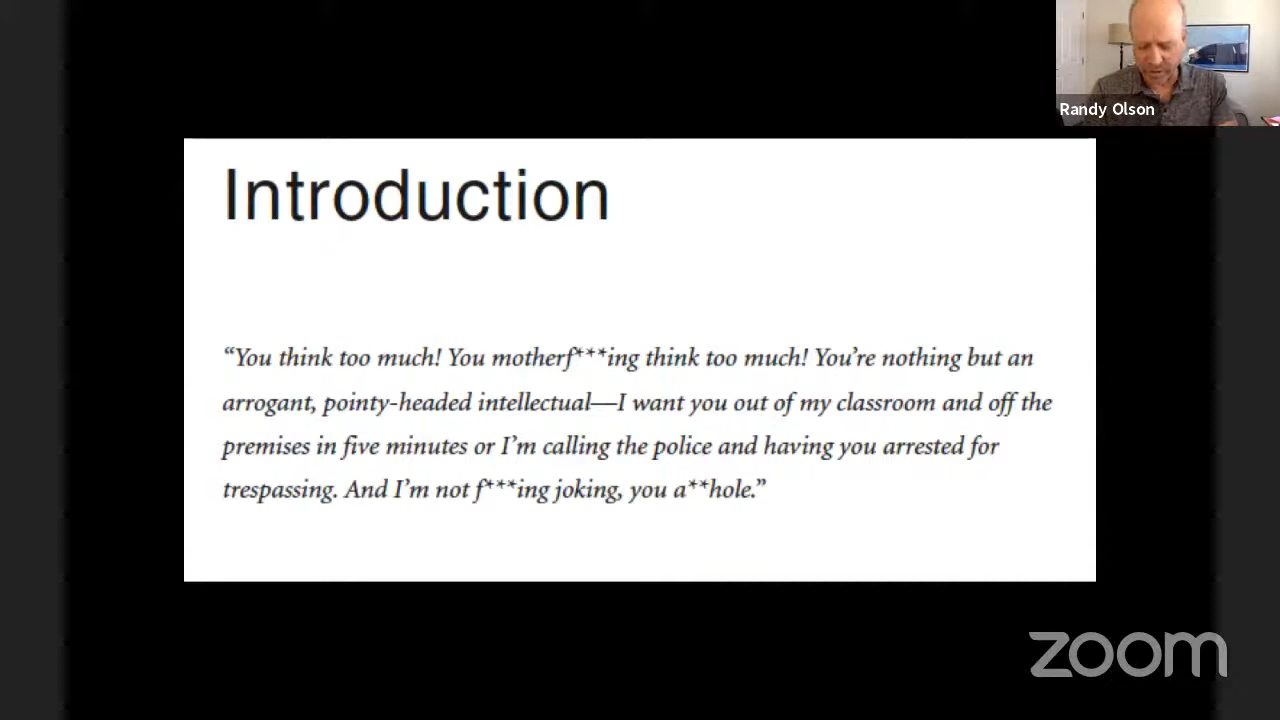 Randy Olson
Introduction
“You think too much! You motherf***ing think too much! You’re nothing but an
arrogant, pointy-headed intellectual—I want you out of my classroom and off the
premises in five minutes or I’m calling the police and having you arrested for
trespassing. And I’m not f***ing joking, you a**hole.”
zoom